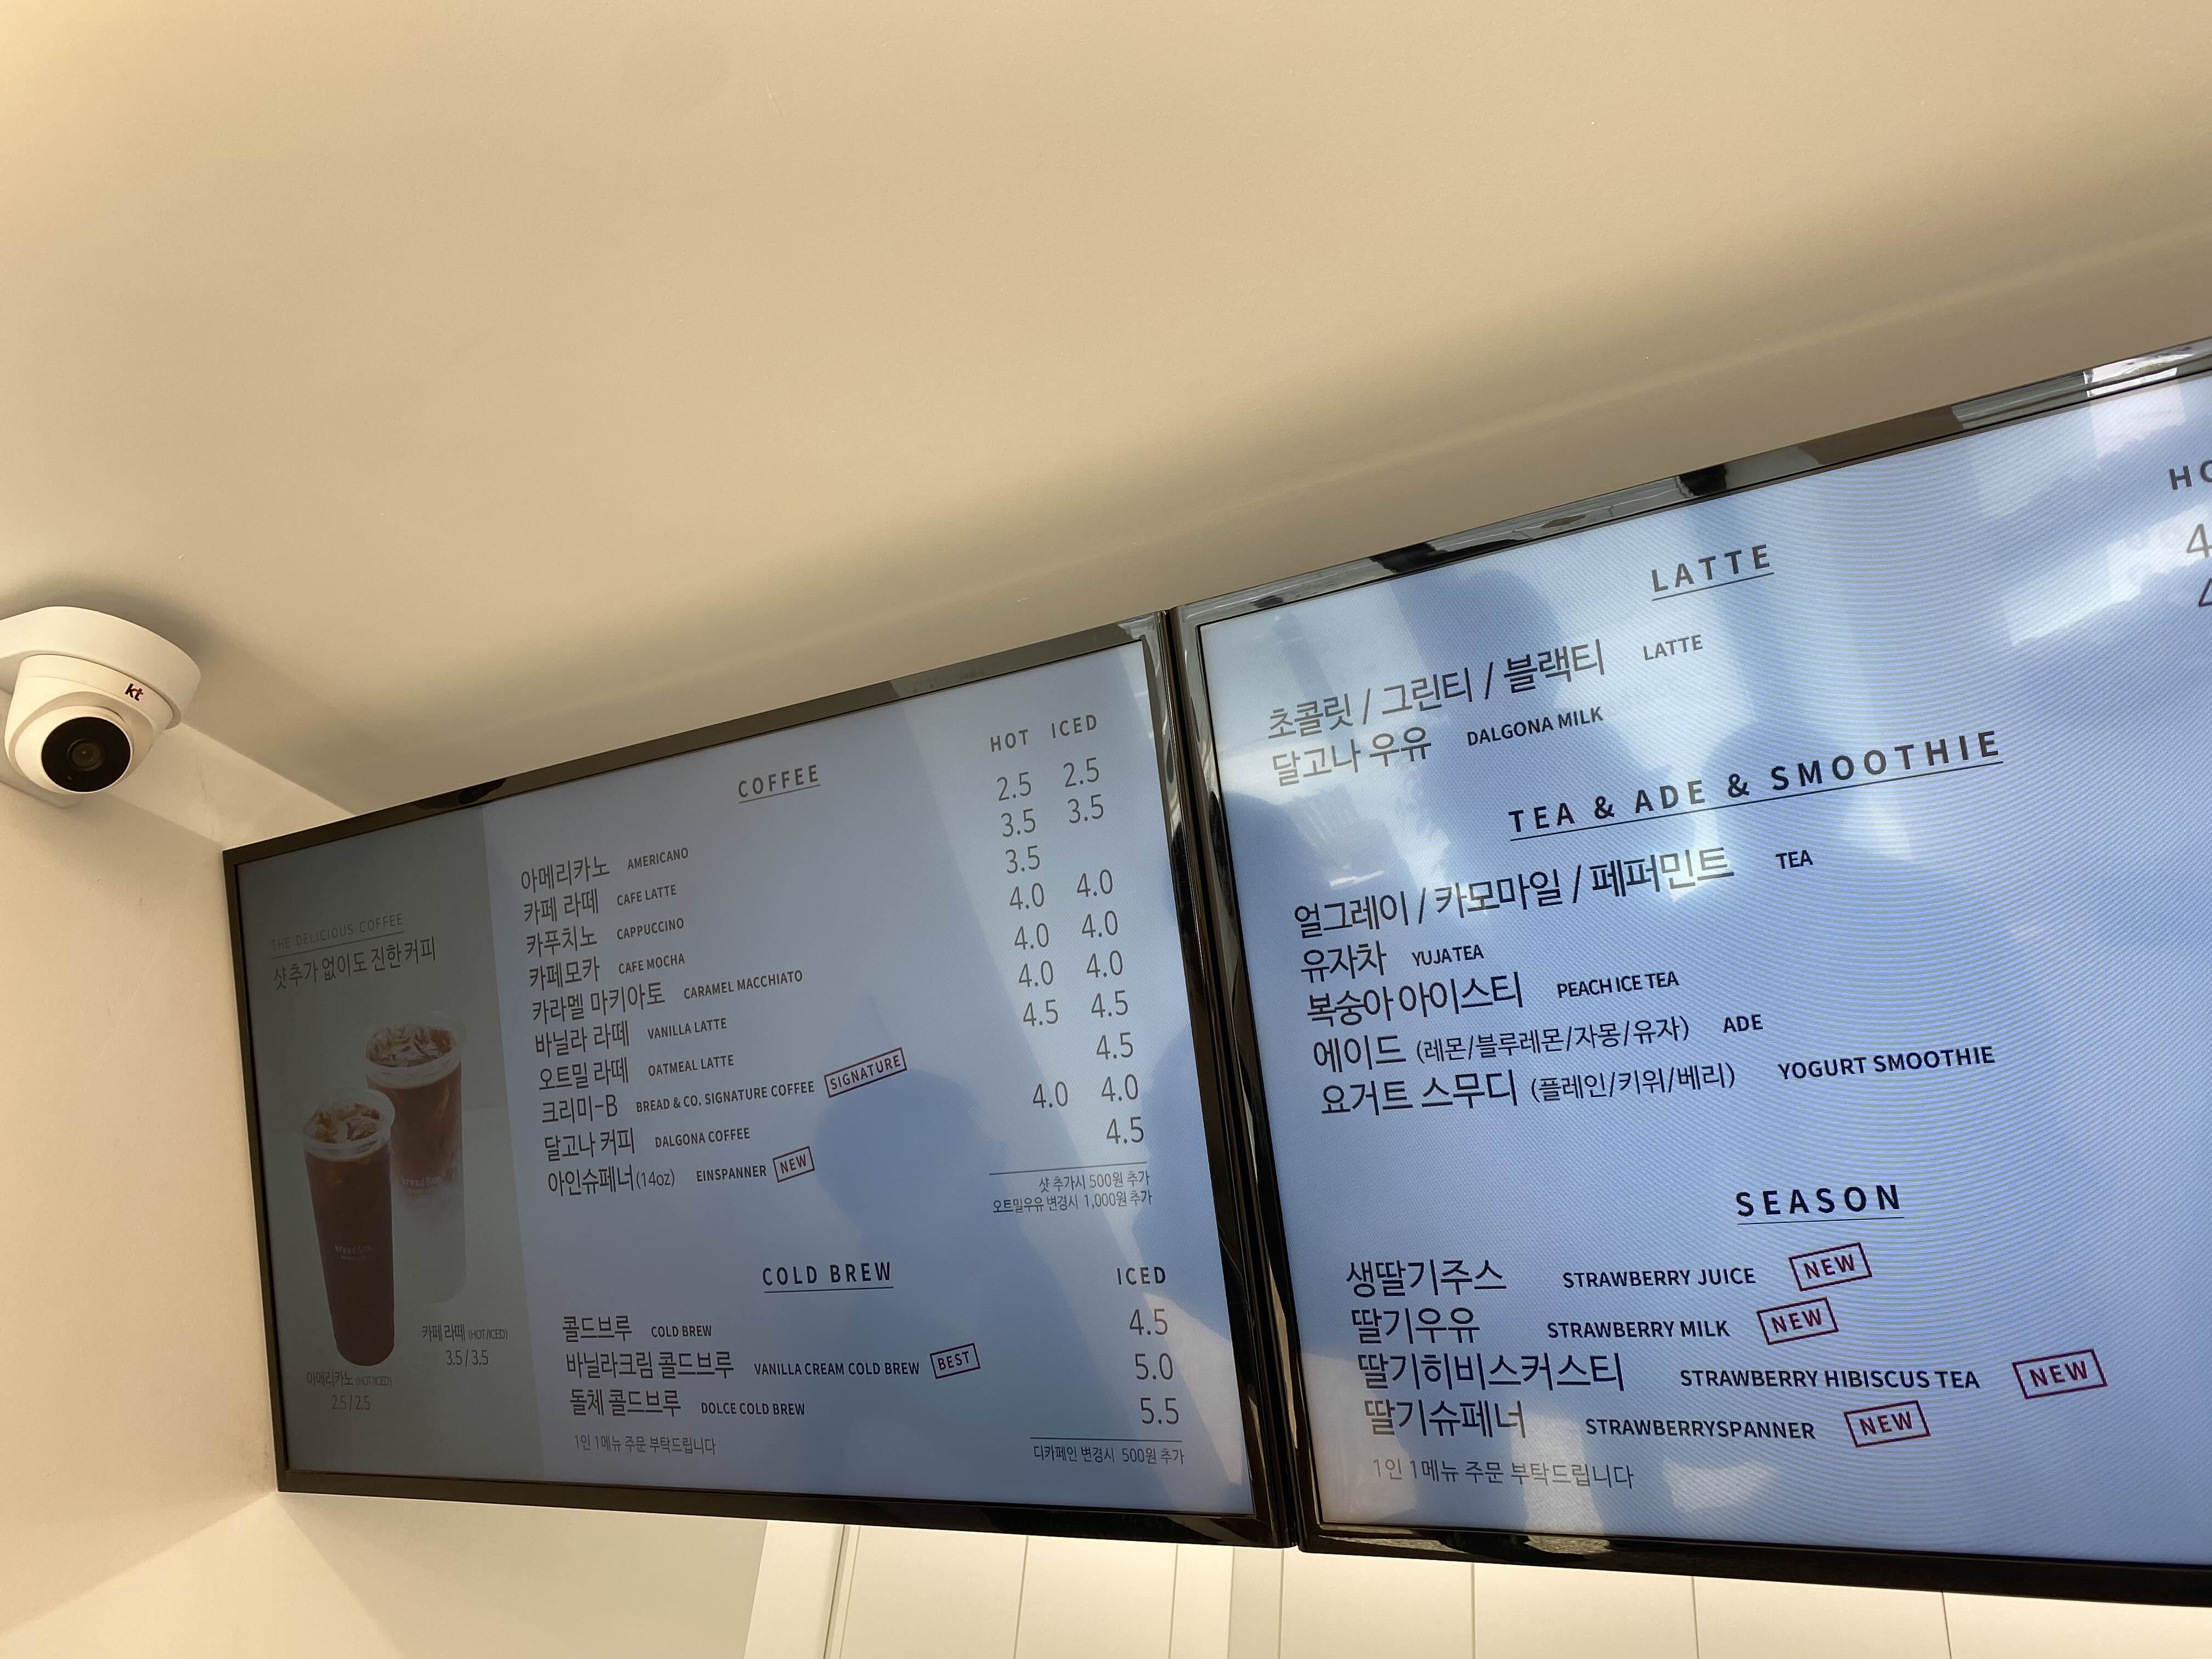 kt
THE DELICIOUS COFFEE
샷 추가 없이도 진한 커피
카페 라떼 (HOT/ICED)
3.5 / 3.5
아메리카노 (HOT/ICED)
2.5 / 2.5
COFFEE
HOT ICED
아메리카노 AMERICANO 2.5 2.5
카페 라떼 CAFE LATTE 3.5 3.5
카푸치노 CAPPUCCINO 3.5
카페모카 CAFE MOCHA 4.0 4.0
카라멜 마키아토 CARAMEL MACCHIATO 4.0 4.0
바닐라 라떼 VANILLA LATTE 4.0 4.0
오트밀 라떼 OATMEAL LATTE 4.5 4.5
크리미-B BREAD & CO. SIGNATURE COFFEE SIGNATURE 4.5
달고나 커피 DALGONA COFFEE 4.0 4.0
아인슈페너(14oz) EINSPANNER NEW 4.5
샷 추가시 500원 추가
오트밀우유 변경시 1,000원 추가
COLD BREW
ICED
콜드브루 COLD BREW 4.5
바닐라크림 콜드브루 VANILLA CREAM COLD BREW BEST 5.0
돌체 콜드브루 DOLCE COLD BREW 5.5
1인 1메뉴 주문 부탁드립니다
디카페인 변경시 500원 추가
LATTE
초콜릿 / 그린티 / 블랙티 LATTE
달고나 우유 DALGONA MILK
TEA & ADE & SMOOTHIE
얼그레이 / 카모마일 / 페퍼민트 TEA
유자차 YUJA TEA
복숭아 아이스티 PEACH ICE TEA
에이드 (레몬/블루레몬/자몽/유자) ADE
요거트 스무디 (플레인/키위/베리) YOGURT SMOOTHIE
SEASON
생딸기주스 STRAWBERRY JUICE NEW
딸기우유 STRAWBERRY MILK NEW
딸기히비스커스티 STRAWBERRY HIBISCUS TEA NEW
딸기슈페너 STRAWBERRYSPANNER NEW
1인 1메뉴 주문 부탁드립니다